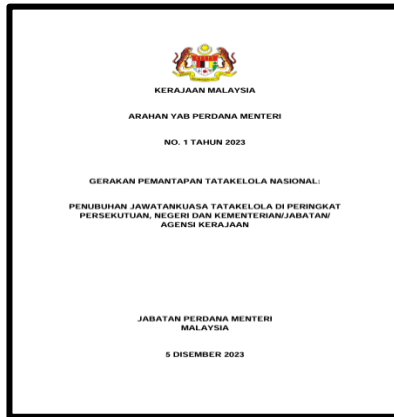 KERAJAAN MALAYSIA
ARAHAN YAB PERDANA MENTERI
NO. 1 TAHUN 2023
GERAKAN PEMANTAPAN TATAKELOLA NASIONAL:
PENUBUHAN JAWATANKUASA TATAKELOLA DI PERINGKAT
PERSEKUTUAN, NEGERI DAN KEMENTERIAN/JABATAN/
AGENSI KERAJAAN
JABATAN PERDANA MENTERI
MALAYSIA
5 DISEMBER 2023